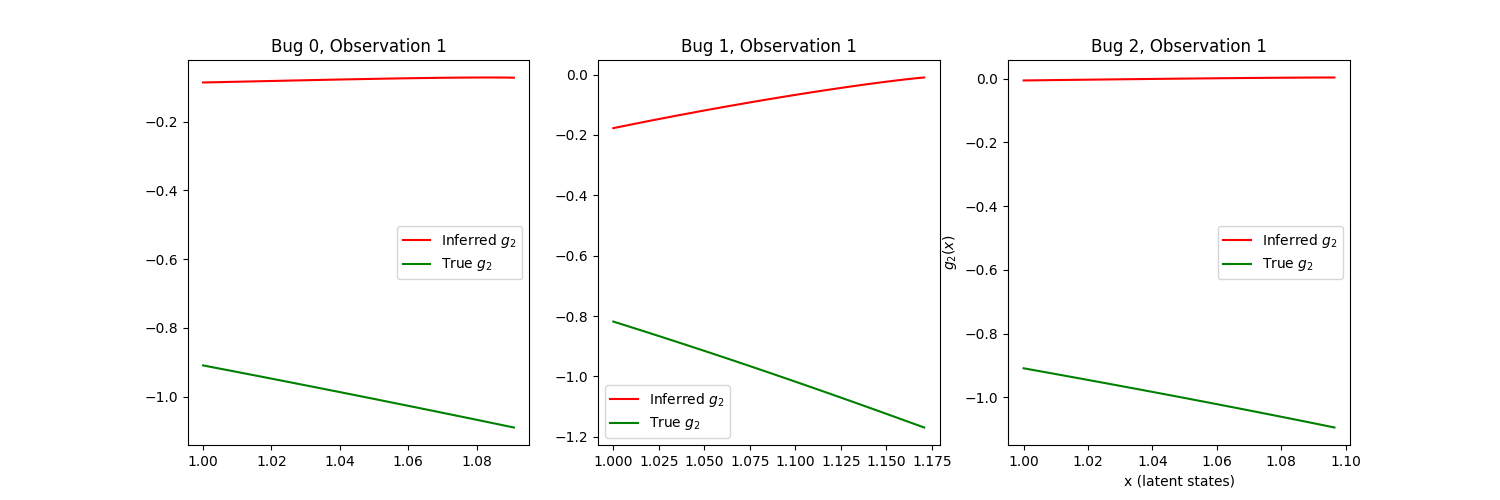 Bug 0, Observation 1
−0.2
−0.4
−0.6
−0.8
−1.0
Inferred g₂
True g₂
1.00 1.02 1.04 1.06 1.08
Bug 1, Observation 1
0.0
−0.2
−0.4
−0.6
−0.8
−1.0
−1.2
Inferred g₂
True g₂
1.000 1.025 1.050 1.075 1.100 1.125 1.150 1.175
Bug 2, Observation 1
g₂(x)
0.0
−0.2
−0.4
−0.6
−0.8
−1.0
Inferred g₂
True g₂
1.00 1.02 1.04 1.06 1.08 1.10
x (latent states)